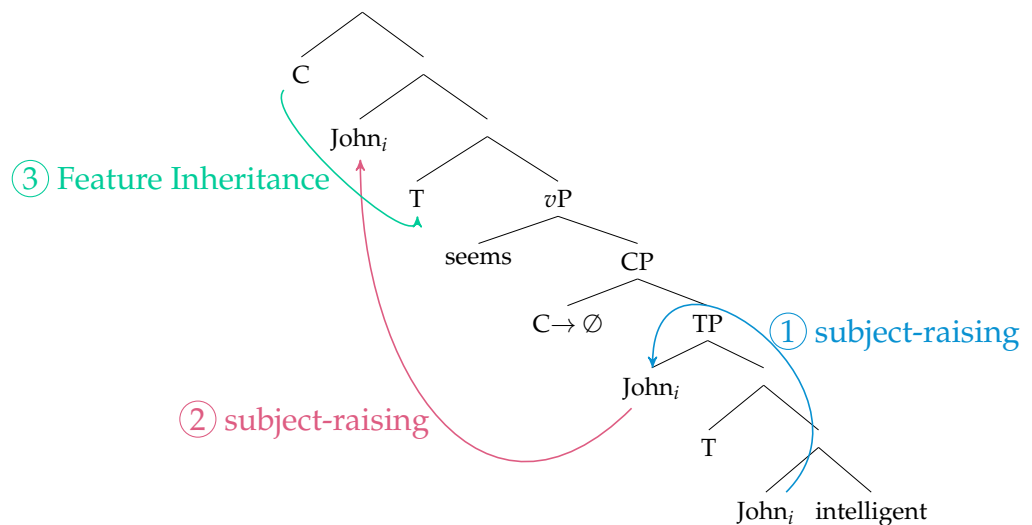 C
John_i
③ Feature Inheritance
T
vP
seems
CP
C→ ∅
TP
① subject-raising
John_i
② subject-raising
T
John_i
intelligent